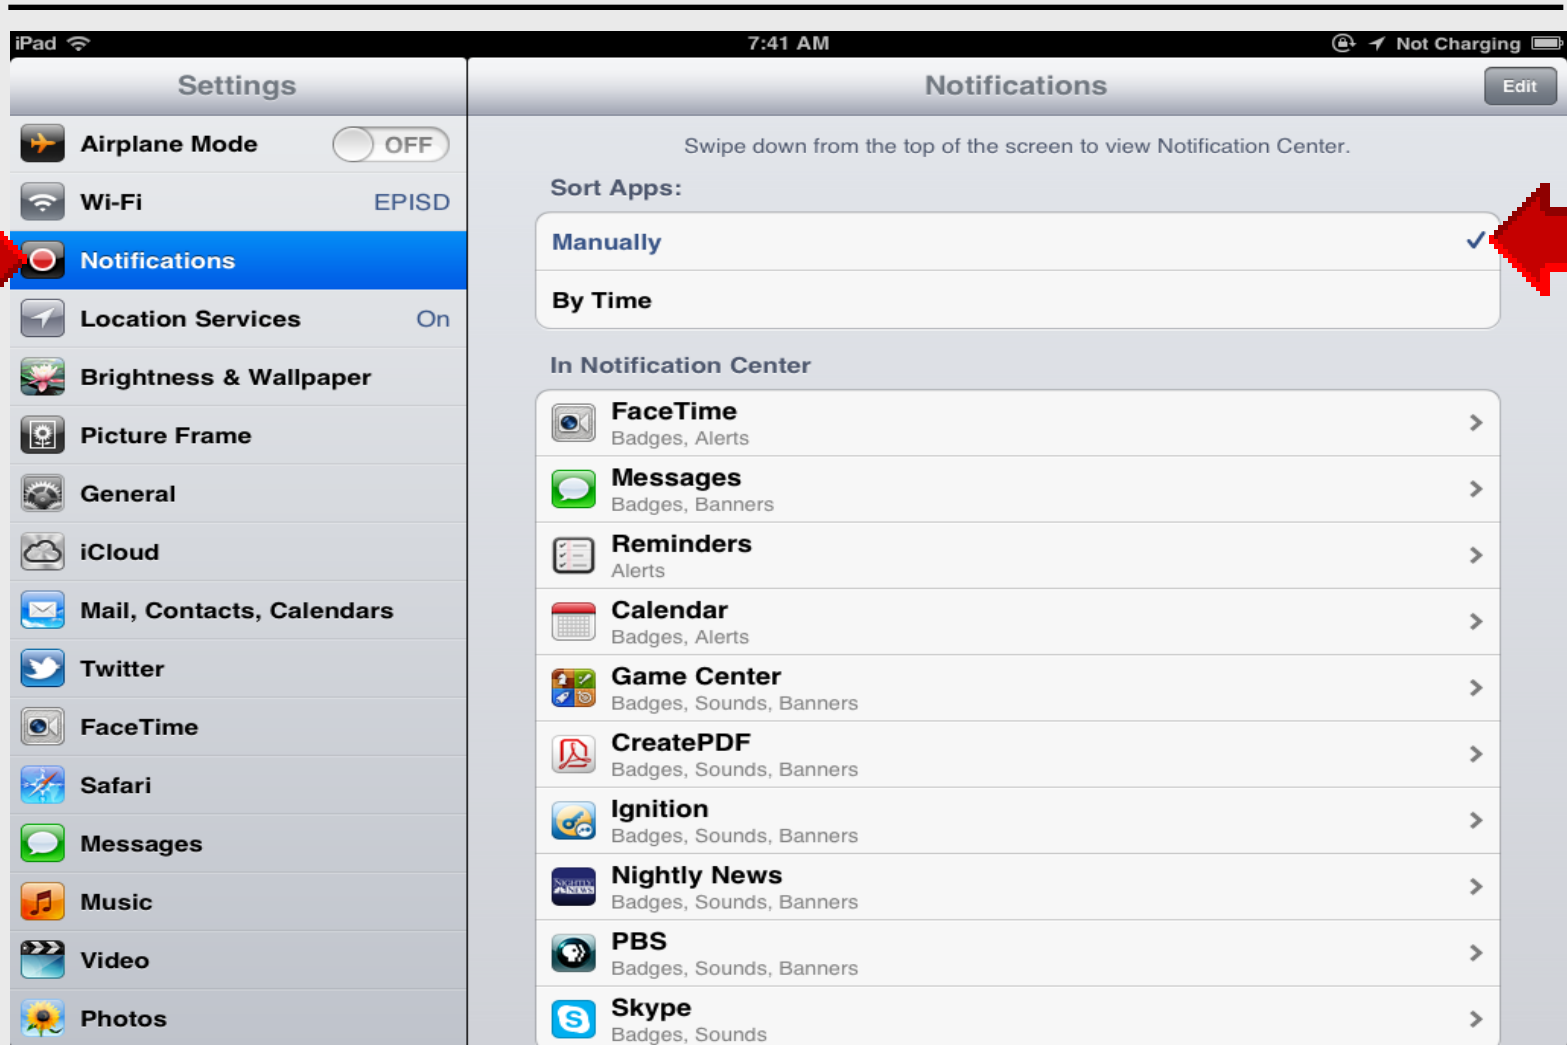 iPad
7:41 AM
Not Charging
Settings
Airplane Mode OFF
Wi-Fi EPISD
Notifications
Location Services On
Brightness & Wallpaper
Picture Frame
General
iCloud
Mail, Contacts, Calendars
Twitter
FaceTime
Safari
Messages
Music
Video
Photos
Notifications
Edit
Swipe down from the top of the screen to view Notification Center.
Sort Apps:
Manually
By Time
In Notification Center
FaceTime
Badges, Alerts
Messages
Badges, Banners
Reminders
Alerts
Calendar
Badges, Alerts
Game Center
Badges, Sounds, Banners
CreatePDF
Badges, Sounds, Banners
Ignition
Badges, Sounds, Banners
Nightly News
Badges, Sounds, Banners
PBS
Badges, Sounds, Banners
Skype
Badges, Sounds